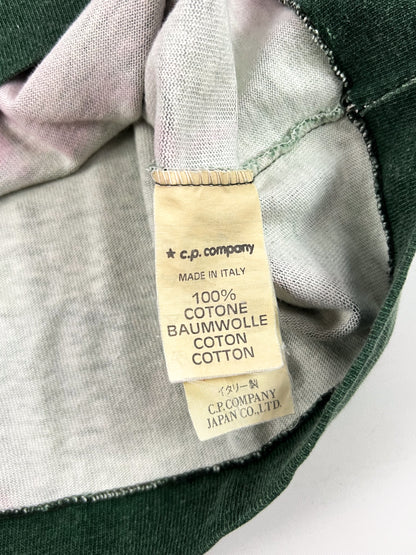 ★ c.p. company
MADE IN ITALY
100%
COTONE
BAUMWOLLE
COTON
COTTON
イタリー製
C.P.COMPANY
JAPAN CO.,LTD.